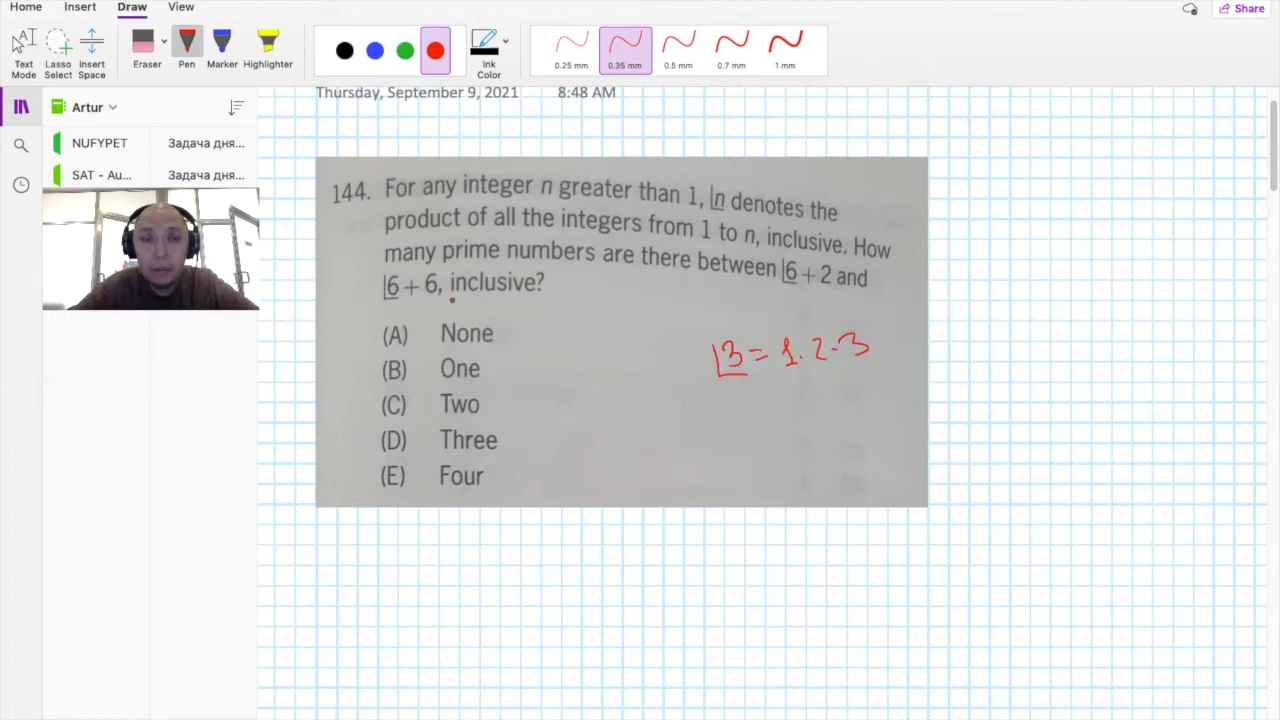 Home Insert Draw View
Share
Text Mode
Lasso Select
Insert Space
Eraser
Pen
Marker
Highlighter
Ink Color
0.25 mm
0.35 mm
0.5 mm
0.7 mm
1 mm
Thursday, September 9, 2021 8:48 AM
Artur
NUFYPET Задача дня...
SAT - Au... Задача дня...
144. For any integer n greater than 1, ⌊n denotes the
product of all the integers from 1 to n, inclusive. How
many prime numbers are there between ⌊6 + 2 and
⌊6 + 6, inclusive?
(A) None
(B) One
(C) Two
(D) Three
(E) Four
⌊3 = 1. 2. 3